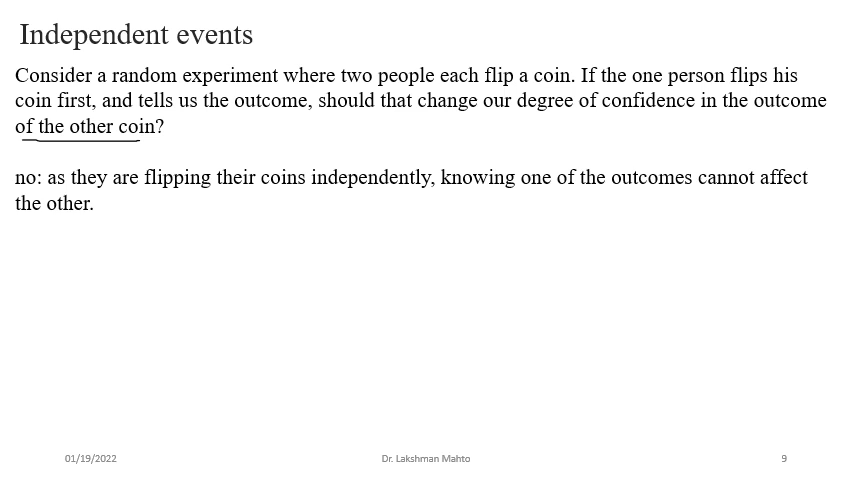 Independent events
Consider a random experiment where two people each flip a coin. If the one person flips his
coin first, and tells us the outcome, should that change our degree of confidence in the outcome
of the other coin?
no: as they are flipping their coins independently, knowing one of the outcomes cannot affect
the other.
01/19/2022
Dr. Lakshman Mahto
9